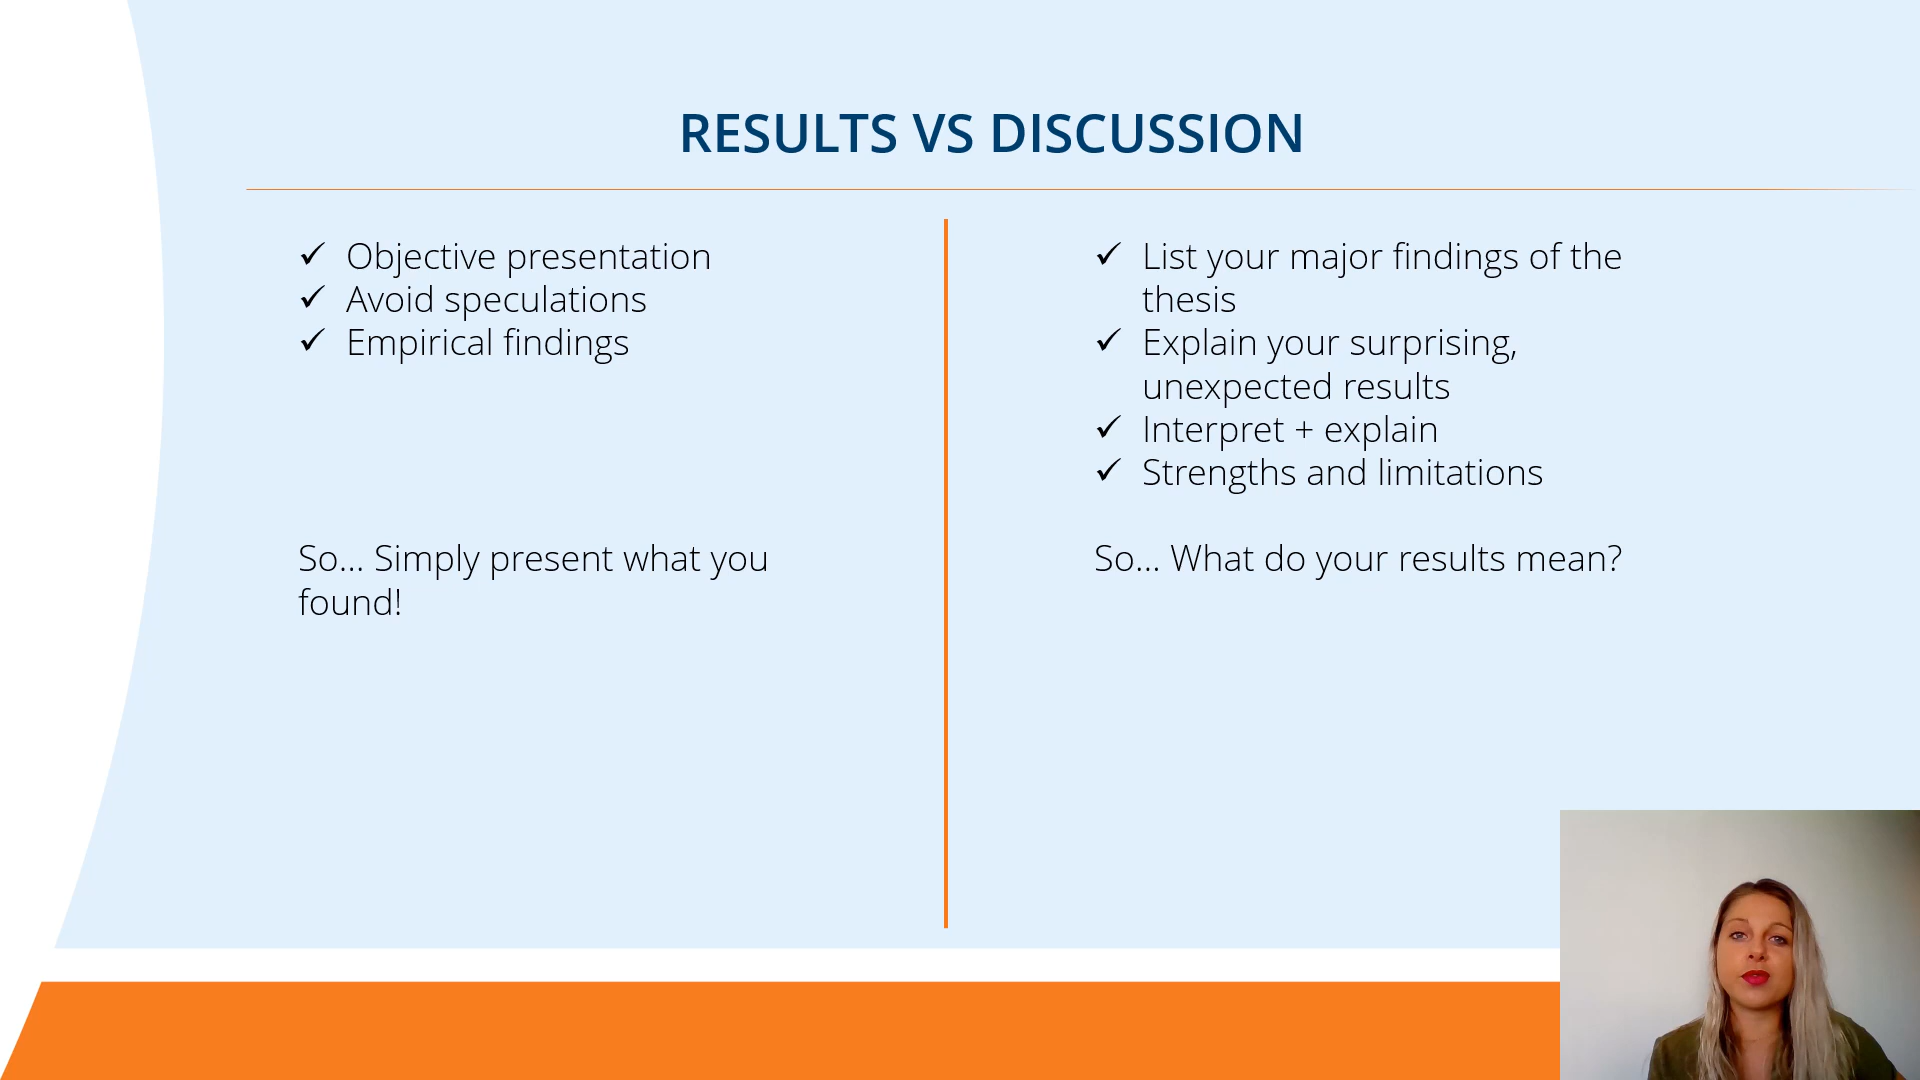 RESULTS VS DISCUSSION
✓ Objective presentation
✓ Avoid speculations
✓ Empirical findings
So... Simply present what you
found!
✓ List your major findings of the
thesis
✓ Explain your surprising,
unexpected results
✓ Interpret + explain
✓ Strengths and limitations
So... What do your results mean?